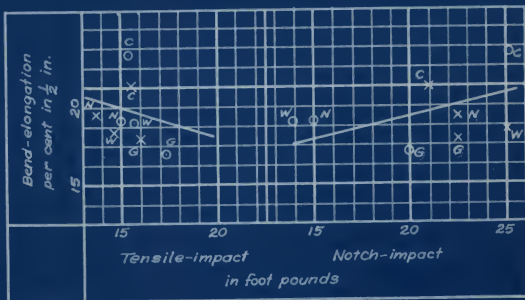 Bend-elongation
per cent in ½ in.
20
15
C
C
N
N
W
W
G
G
C
C
W
N
N
G
G
W
15
20
15
20
25
Tensile-impact
Notch-impact
in foot pounds